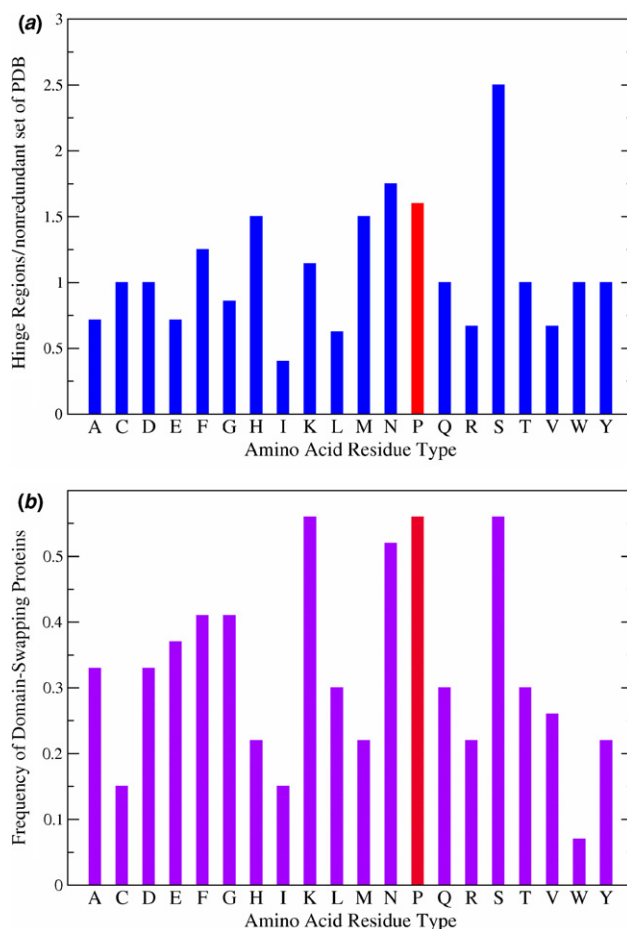 (a)
Hinge Regions/nonredundant set of PDB
3
2.5
2
1.5
1
0.5
0
A C D E F G H I K L M N P Q R S T V W Y
Amino Acid Residue Type
(b)
Frequency of Domain-Swapping Proteins
0.5
0.4
0.3
0.2
0.1
0
A C D E F G H I K L M N P Q R S T V W Y
Amino Acid Residue Type